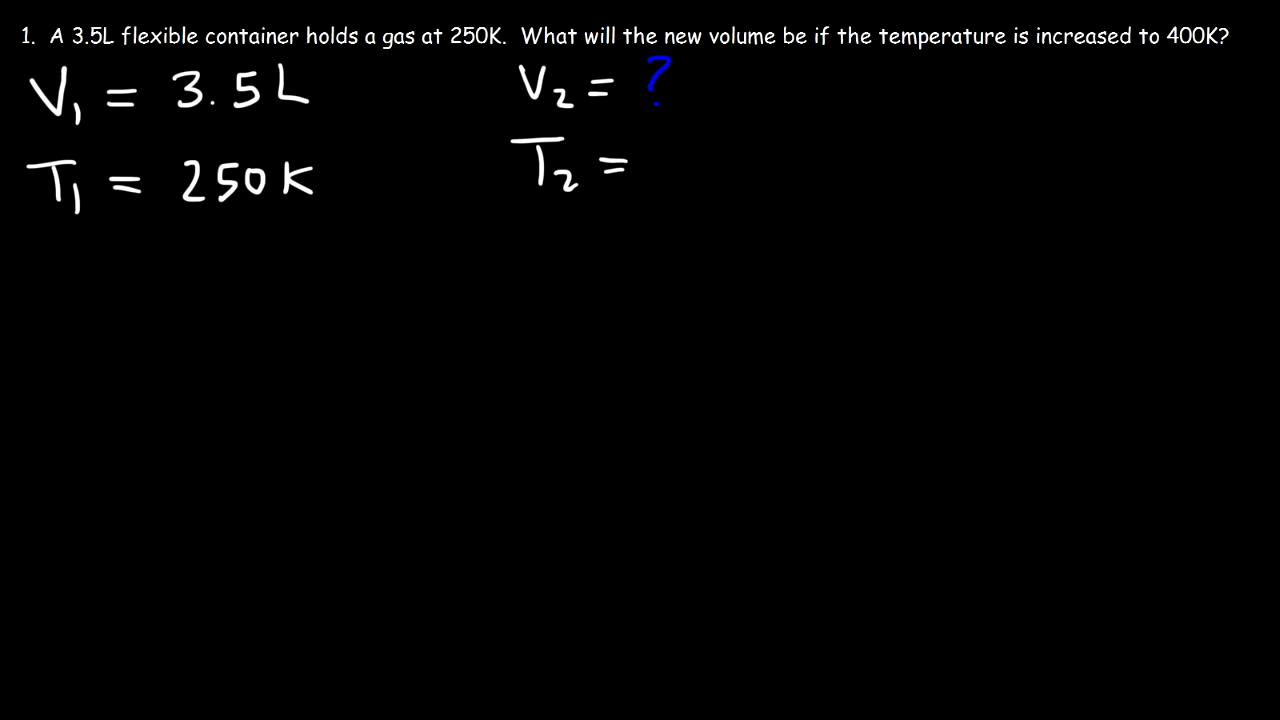 1. A 3.5L flexible container holds a gas at 250K. What will the new volume be if the temperature is increased to 400K?
V₁ = 3.5 L
V₂ = ?
T₁ = 250 K
T₂ =